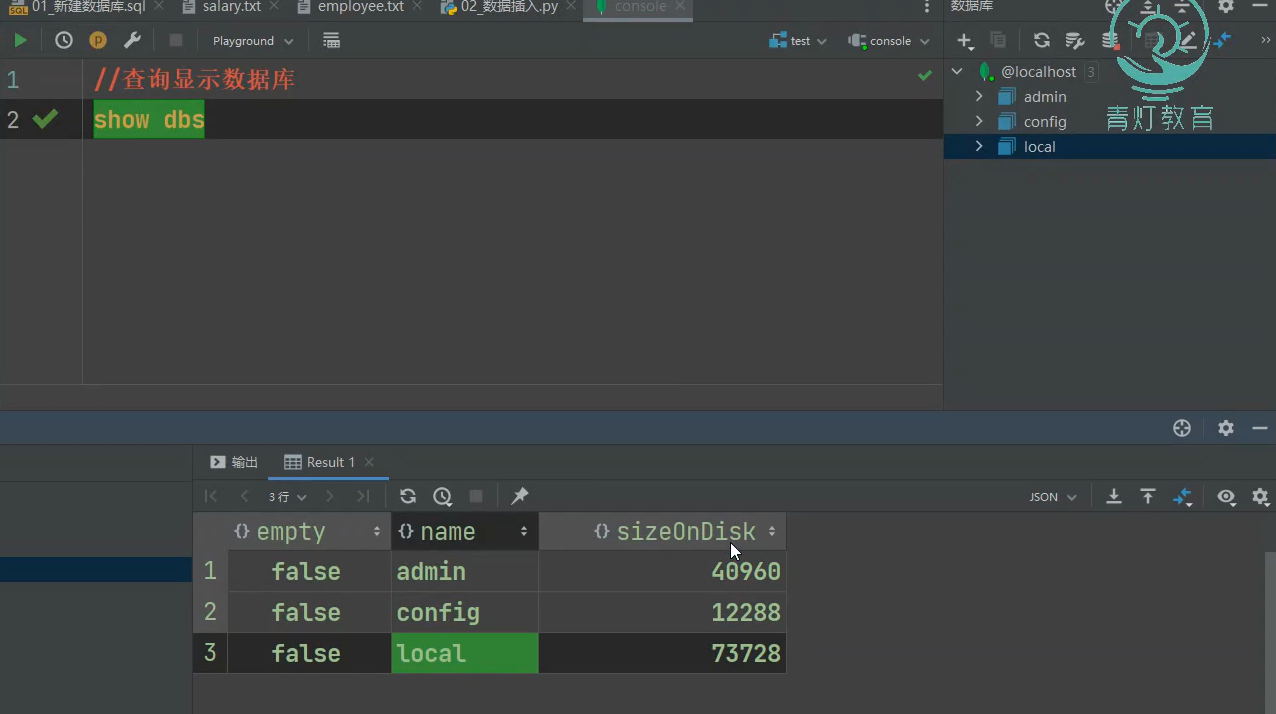 01_新建数据库.sql salary.txt employee.txt 02_数据插入.py console 数据库
Playground test console
1 //查询显示数据库
2 show dbs
@localhost 3
admin
config
local
青灯教育
输出 Result 1
3 行 JSON
empty name sizeOnDisk
1 false admin 40960
2 false config 12288
3 false local 73728